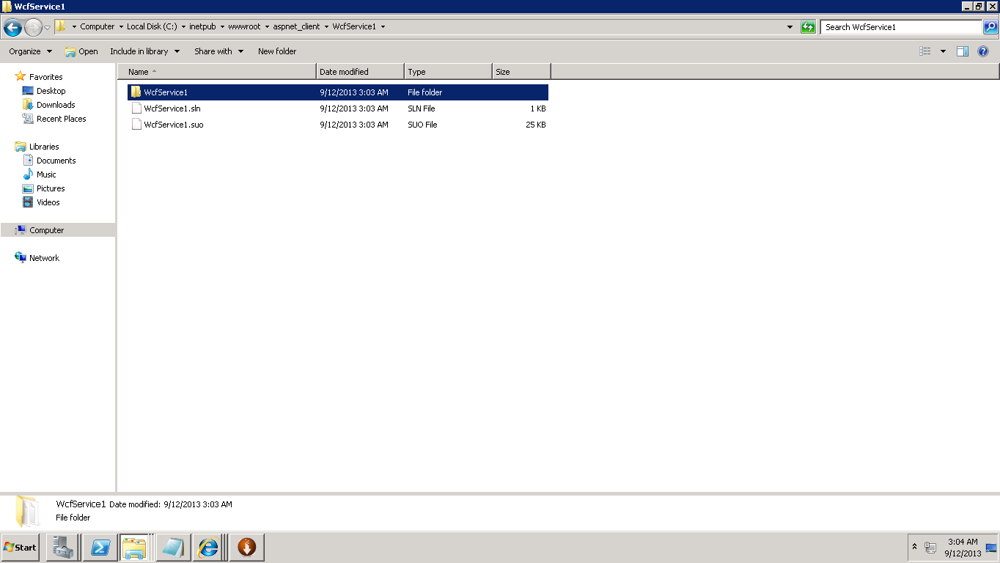 WcfService1
Computer Local Disk (C:) inetpub wwwroot aspnet_client WcfService1
Search WcfService1
Organize Open Include in library Share with New folder
Name Date modified Type Size
Favorites
Desktop
Downloads
Recent Places
Libraries
Documents
Music
Pictures
Videos
Computer
Network
WcfService1 9/12/2013 3:03 AM File folder
WcfService1.sln 9/12/2013 3:03 AM SLN File 1 KB
WcfService1.suo 9/12/2013 3:03 AM SUO File 25 KB
WcfService1 Date modified: 9/12/2013 3:03 AM
File folder
Start
3:04 AM
9/12/2013